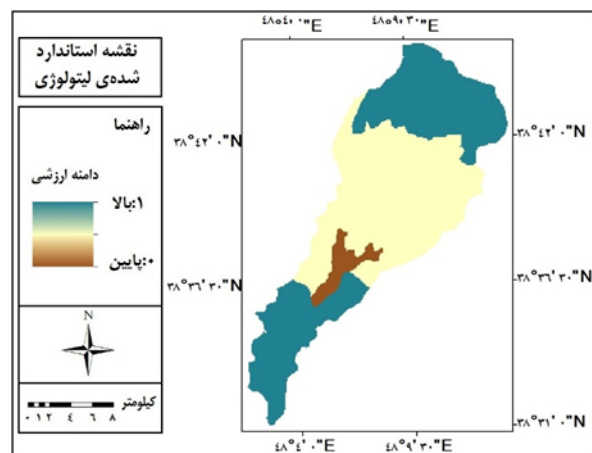 نقشه استاندارد
شده‌ی لیتولوژی
راهنما
دامنه ارزشی
بالا:۱
پایین:۰
N
کیلومتر
۰ ۱ ۲ ۴ ۶ ۸
۴۸°۴'۰"E ۴۸°۹'۳۰"E
۳۸°۴۲'۰"N ۳۸°۴۲'۰"N
۳۸°۳۶'۳۰"N ۳۸°۳۶'۳۰"N
۳۸°۳۱'۰"N
۴۸°۴'۰"E ۴۸°۹'۳۰"E